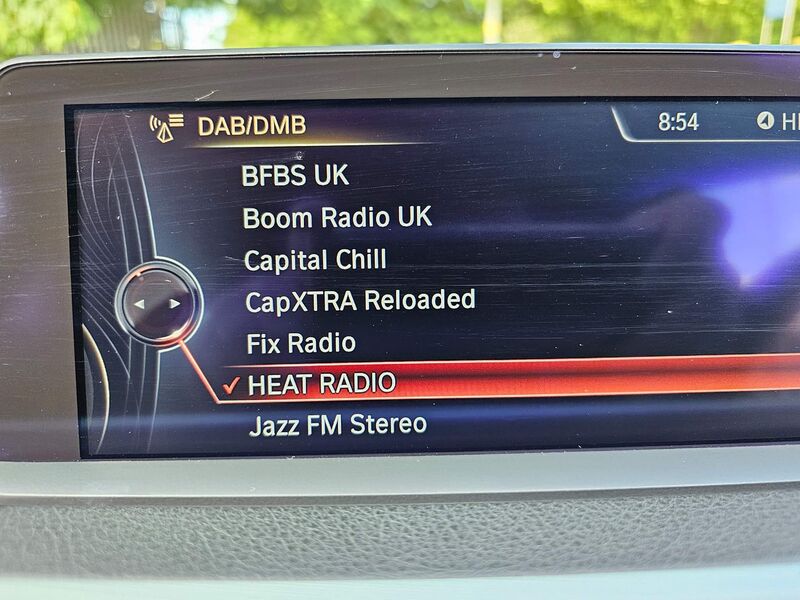 DAB/DMB
8:54
BFBS UK
Boom Radio UK
Capital Chill
CapXTRA Reloaded
Fix Radio
HEAT RADIO
Jazz FM Stereo